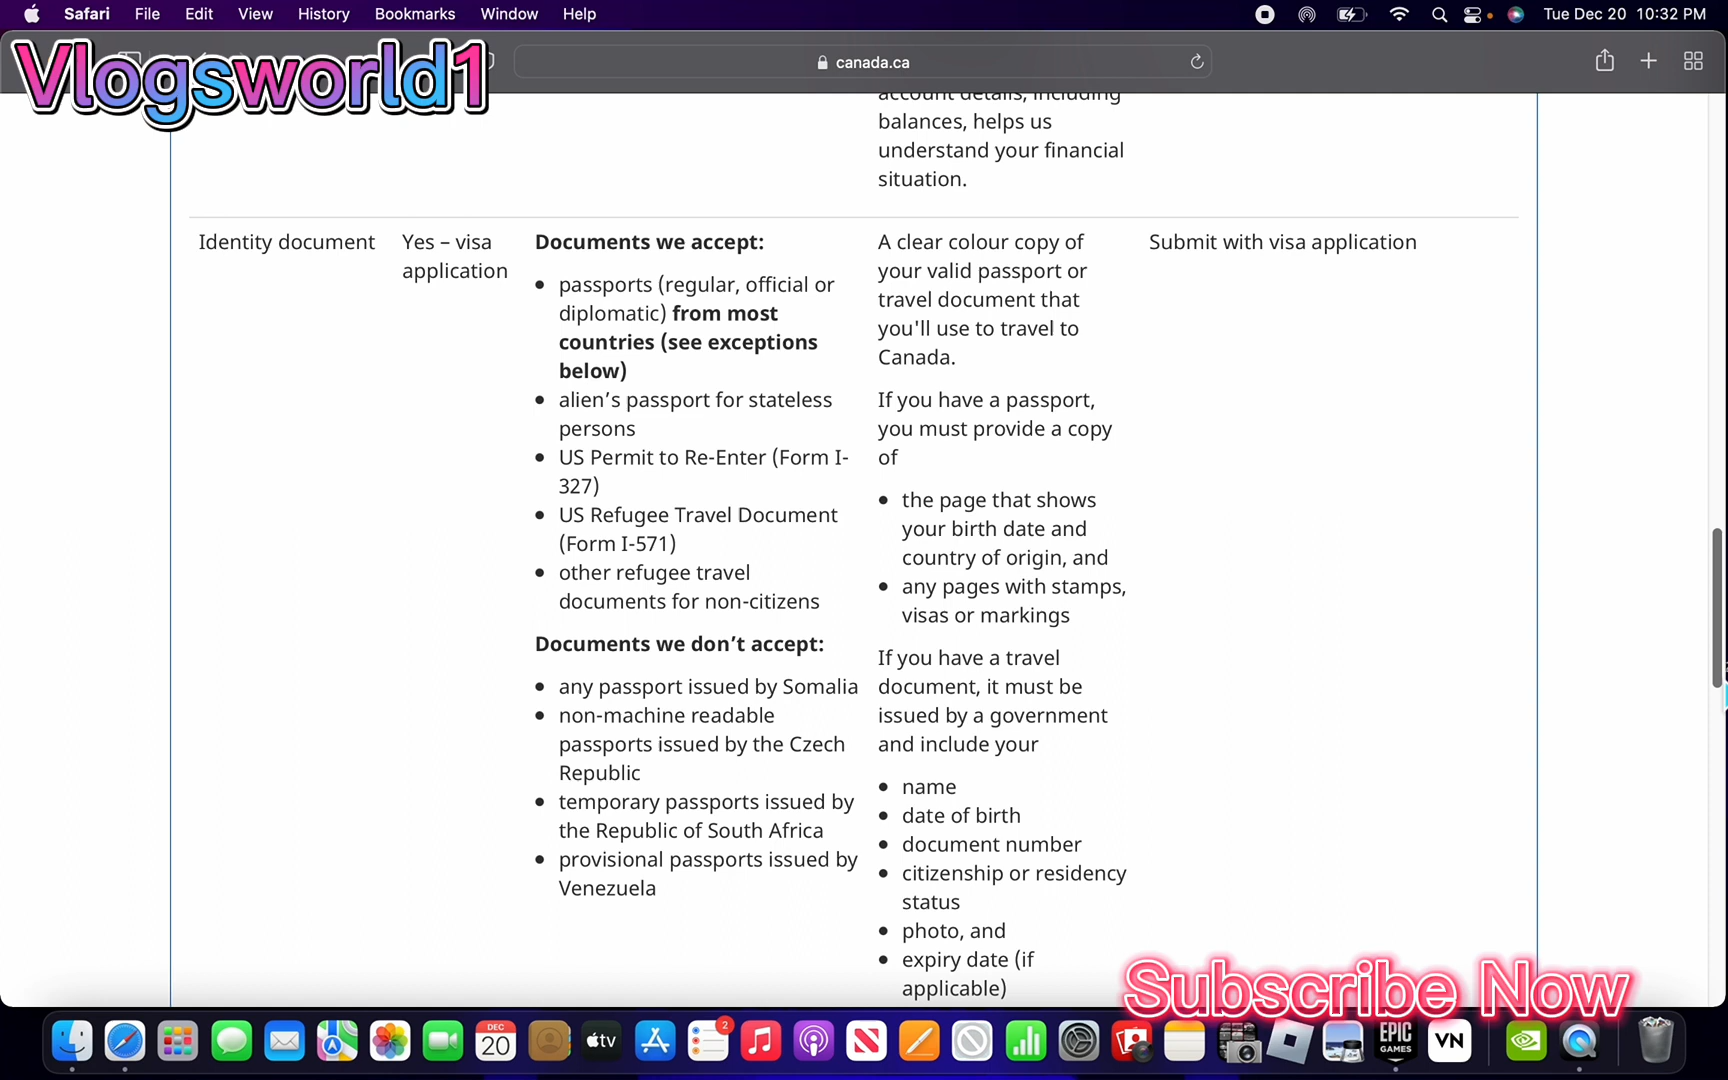 Safari File Edit View History Bookmarks Window Help Tue Dec 20 10:32 PM
Vlogsworld1
canada.ca
account details, including
balances, helps us
understand your financial
situation.
Identity document
Yes – visa
application
Documents we accept:
passports (regular, official or
diplomatic) from most
countries (see exceptions
below)
alien’s passport for stateless
persons
US Permit to Re-Enter (Form I-
327)
US Refugee Travel Document
(Form I-571)
other refugee travel
documents for non-citizens
Documents we don’t accept:
any passport issued by Somalia
non-machine readable
passports issued by the Czech
Republic
temporary passports issued by
the Republic of South Africa
provisional passports issued by
Venezuela
A clear colour copy of
your valid passport or
travel document that
you'll use to travel to
Canada.
If you have a passport,
you must provide a copy
of
the page that shows
your birth date and
country of origin, and
any pages with stamps,
visas or markings
If you have a travel
document, it must be
issued by a government
and include your
name
date of birth
document number
citizenship or residency
status
photo, and
expiry date (if
applicable)
Submit with visa application
Subscribe Now
DEC
20
tv
2
EPIC
GAMES
VN